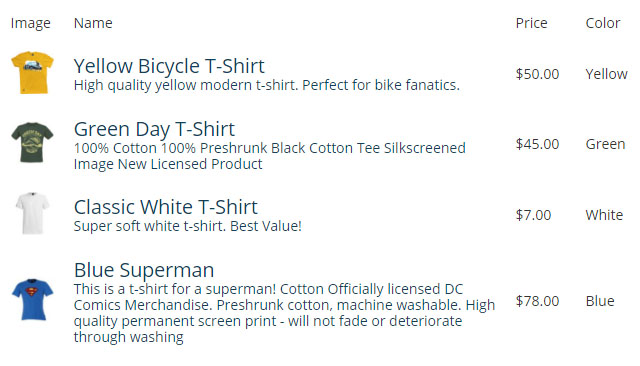 Image Name Price Color
Yellow Bicycle T-Shirt
High quality yellow modern t-shirt. Perfect for bike fanatics.
$50.00 Yellow
Green Day T-Shirt
100% Cotton 100% Preshrunk Black Cotton Tee Silkscreened
Image New Licensed Product
$45.00 Green
Classic White T-Shirt
Super soft white t-shirt. Best Value!
$7.00 White
Blue Superman
This is a t-shirt for a superman! Cotton Officially licensed DC
Comics Merchandise. Preshrunk cotton, machine washable. High
quality permanent screen print - will not fade or deteriorate
through washing
$78.00 Blue